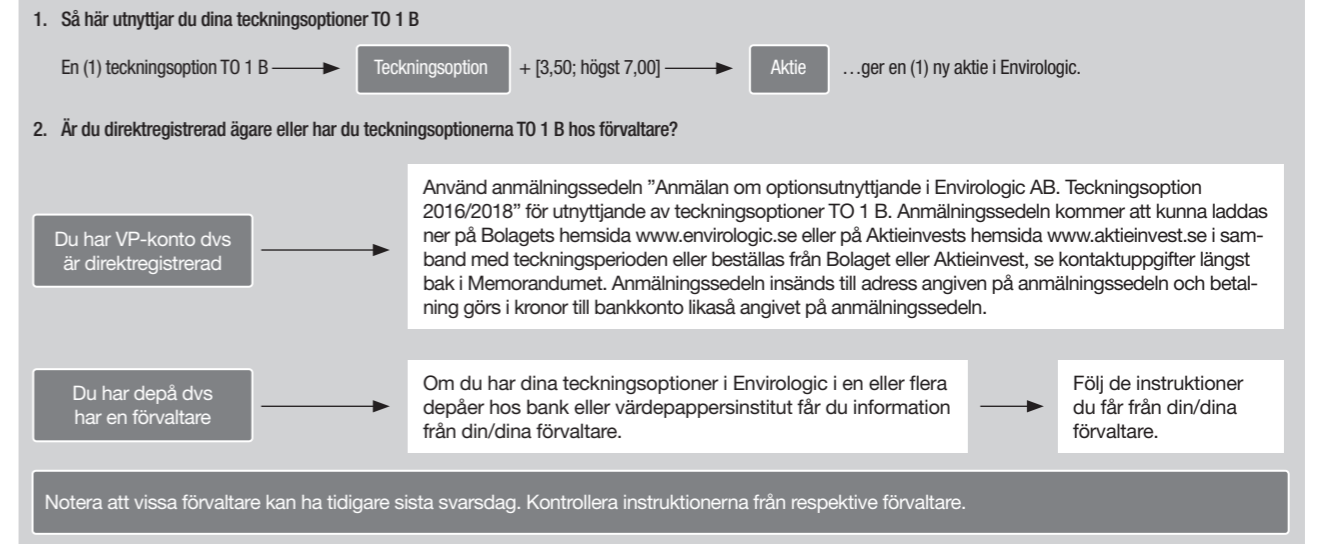 1. Så här utnyttjar du dina teckningsoptioner TO 1 B
En (1) teckningsoption TO 1 B Teckningsoption + [3,50; högst 7,00] Aktie …ger en (1) ny aktie i Envirologic.
2. Är du direktregistrerad ägare eller har du teckningsoptionerna TO 1 B hos förvaltare?
Du har VP-konto dvs
är direktregistrerad
Använd anmälningssedeln ”Anmälan om optionsutnyttjande i Envirologic AB. Teckningsoption
2016/2018” för utnyttjande av teckningsoptioner TO 1 B. Anmälningssedeln kommer att kunna laddas
ner på Bolagets hemsida www.envirologic.se eller på Aktieinvests hemsida www.aktieinvest.se i sam-
band med teckningsperioden eller beställas från Bolaget eller Aktieinvest, se kontaktuppgifter längst
bak i Memorandumet. Anmälningssedeln insänds till adress angiven på anmälningssedeln och betal-
ning görs i kronor till bankkonto likaså angivet på anmälningssedeln.
Du har depå dvs
har en förvaltare
Om du har dina teckningsoptioner i Envirologic i en eller flera
depåer hos bank eller värdepappersinstitut får du information
från din/dina förvaltare.
Följ de instruktioner
du får från din/dina
förvaltare.
Notera att vissa förvaltare kan ha tidigare sista svarsdag. Kontrollera instruktionerna från respektive förvaltare.